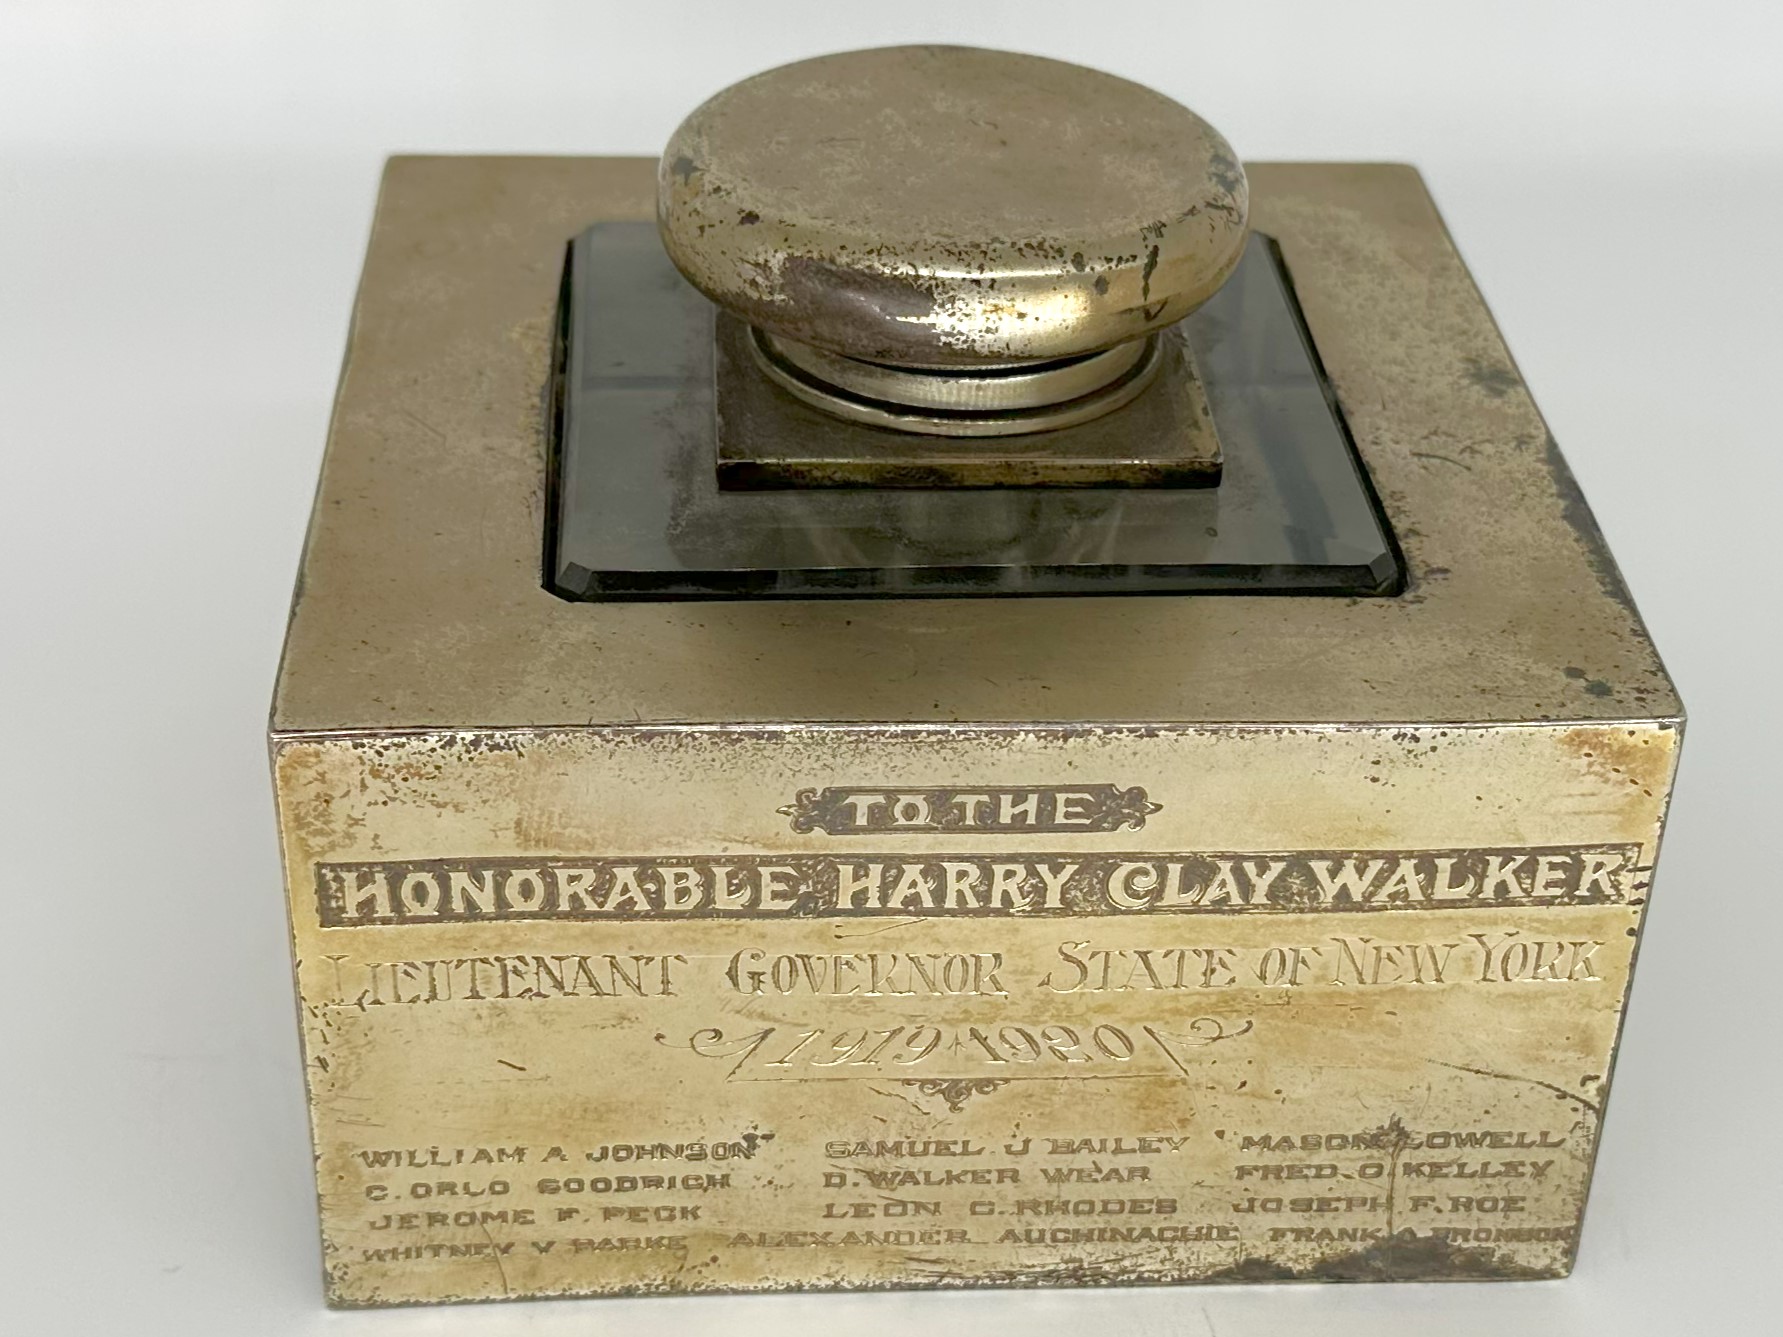 TO THE
HONORABLE HARRY CLAY WALKER
LIEUTENANT GOVERNOR STATE OF NEW YORK
1919 1920
WILLIAM A JOHNSON SAMUEL J BAILEY MASON LOWELL
C. ORLO GOODRICH D. WALKER WEAR FRED. O KELLEY
JEROME F. PECK LEON C. RHODES JOSEPH F. ROE
WHITNEY V PARKE ALEXANDER AUCHINACHIE FRANK A BRONSON